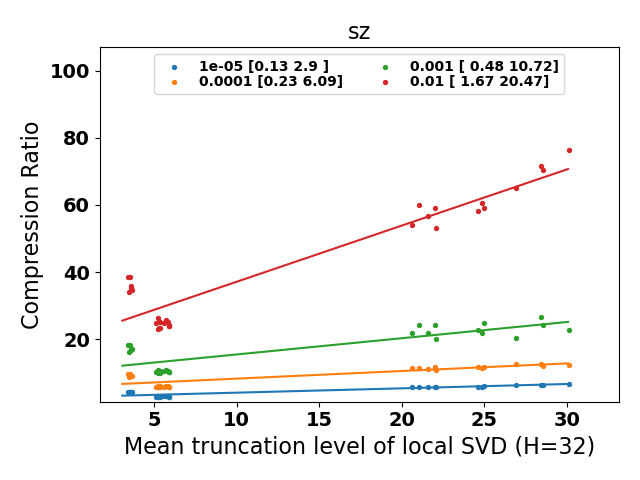 sz
1e-05 [0.13 2.9 ]
0.0001 [0.23 6.09]
0.001 [ 0.48 10.72]
0.01 [ 1.67 20.47]
Compression Ratio
100
80
60
40
20
5 10 15 20 25 30
Mean truncation level of local SVD (H=32)